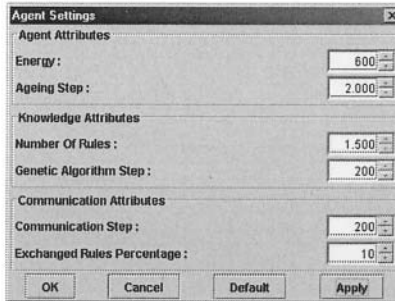 Agent Settings
Agent Attributes
Energy : 600
Ageing Step : 2.000
Knowledge Attributes
Number Of Rules : 1.500
Genetic Algorithm Step : 200
Communication Attributes
Communication Step : 200
Exchanged Rules Percentage : 10
OK Cancel Default Apply